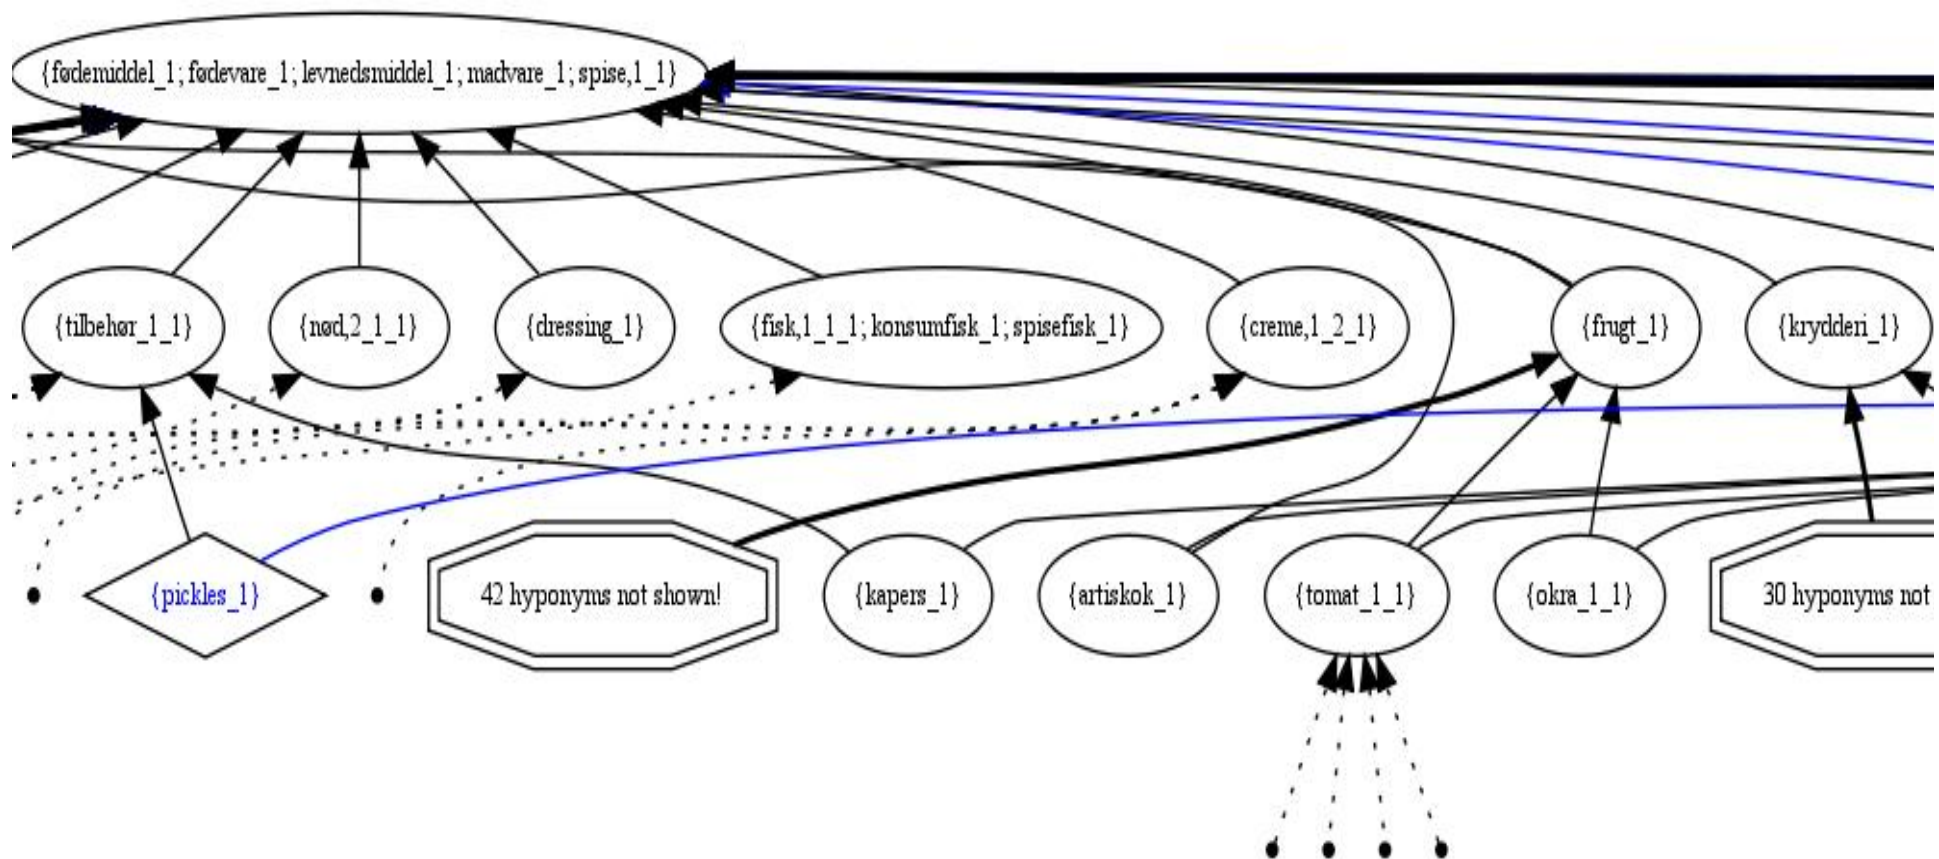 {fødemiddel_1; fødevare_1; levnedsmiddel_1; madvare_1; spise,1_1}
{tilbehør_1_1}
{nød,2_1_1}
{dressing_1}
{fisk,1_1_1; konsumfisk_1; spisefisk_1}
{creme,1_2_1}
{frugt_1}
{krydderi_1}
{pickles_1}
42 hyponyms not shown!
{kapers_1}
{artiskok_1}
{tomat_1_1}
{okra_1_1}
30 hyponyms not